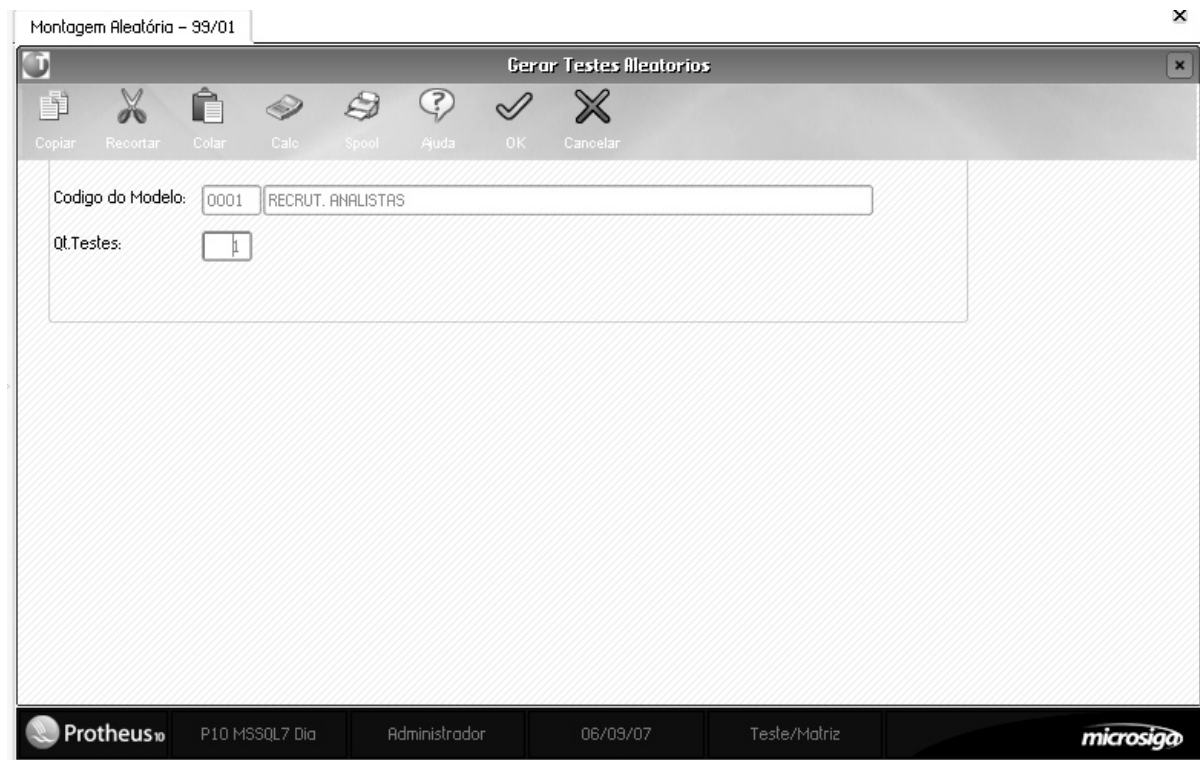 Montagem Aleatória - 99/01
Gerar Testes Aleatorios
Copiar Recortar Colar Calc Spool Ajuda OK Cancelar
Codigo do Modelo: 0001 RECRUT. ANALISTAS
Qt.Testes: 1
Protheus10 P10 MSSQL7 Dia Administrador 06/09/07 Teste/Matriz microsiga